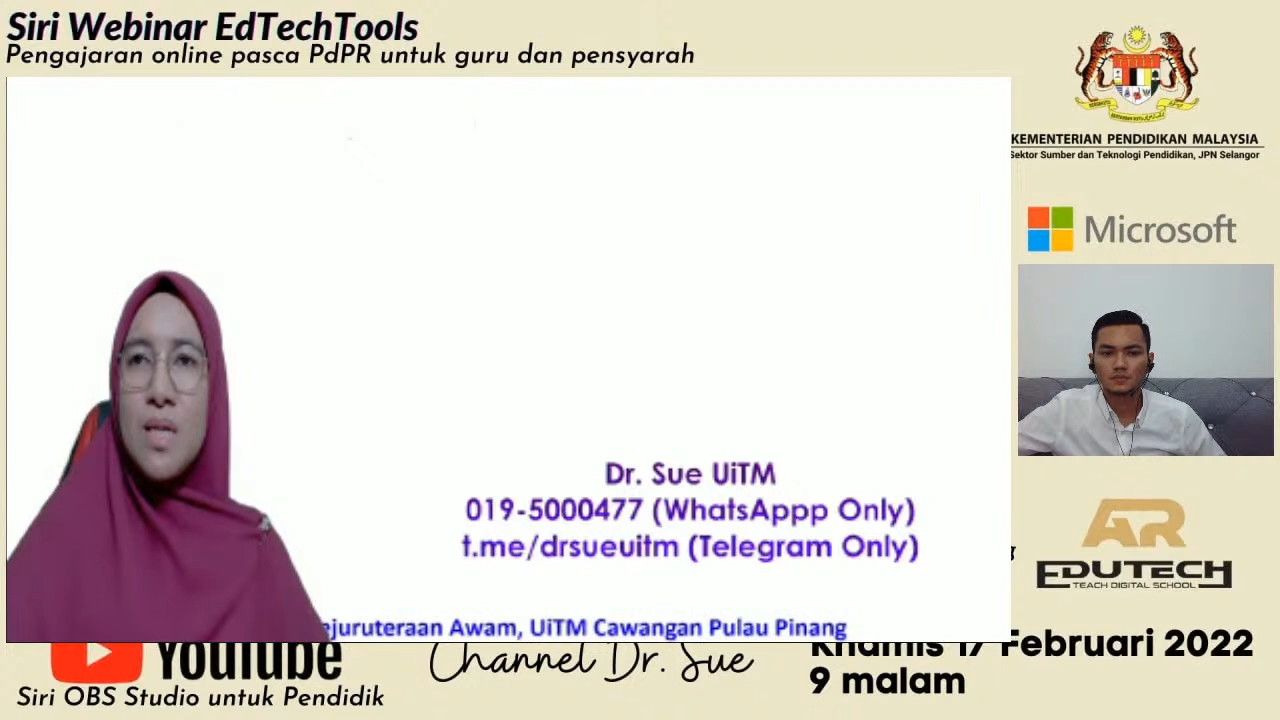 Siri Webinar EdTechTools
Pengajaran online pasca PdPR untuk guru dan pensyarah
KEMENTERIAN PENDIDIKAN MALAYSIA
Sektor Sumber dan Teknologi Pendidikan, JPN Selangor
Microsoft
Dr. Sue UiTM
019-5000477 (WhatsAppp Only)
t.me/drsueuitm (Telegram Only)
AR
EDUTECH
TEACH DIGITAL SCHOOL
ejuruteraan Awam, UiTM Cawangan Pulau Pinang
YouTube
Channel Dr. Sue
Khamis 17 Februari 2022
9 malam
Siri OBS Studio untuk Pendidik